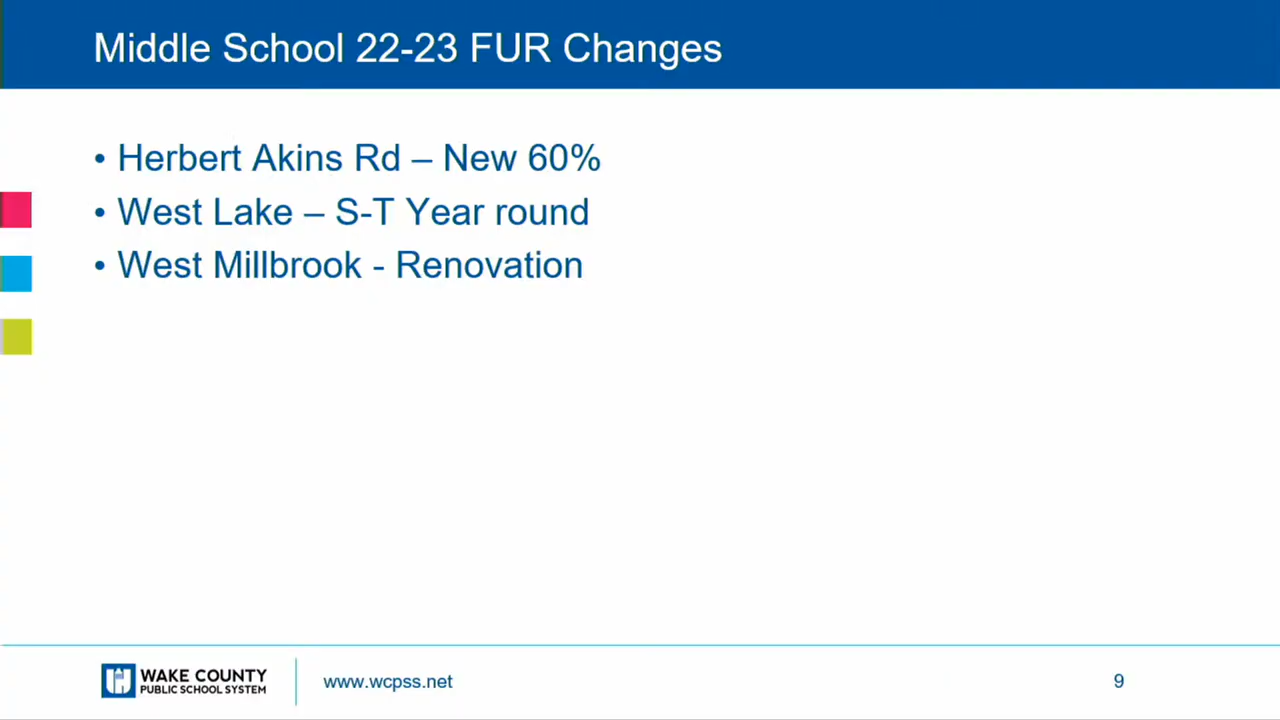 Middle School 22-23 FUR Changes
• Herbert Akins Rd – New 60%
• West Lake – S-T Year round
• West Millbrook - Renovation
WAKE COUNTY
PUBLIC SCHOOL SYSTEM
www.wcpss.net
9